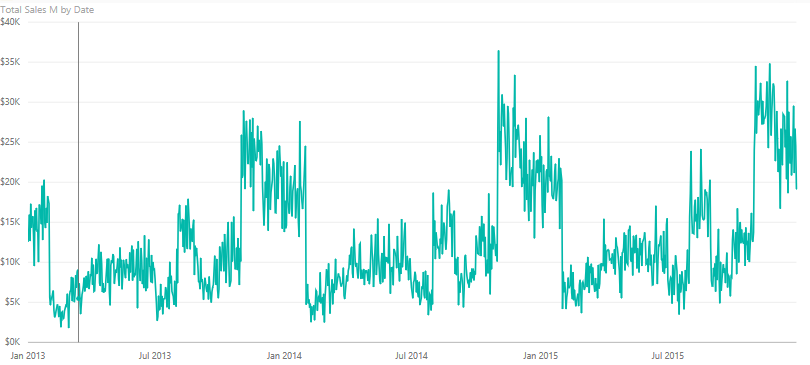 Total Sales M by Date
$40K
$35K
$30K
$25K
$20K
$15K
$10K
$5K
$0K
Jan 2013 Jul 2013 Jan 2014 Jul 2014 Jan 2015 Jul 2015